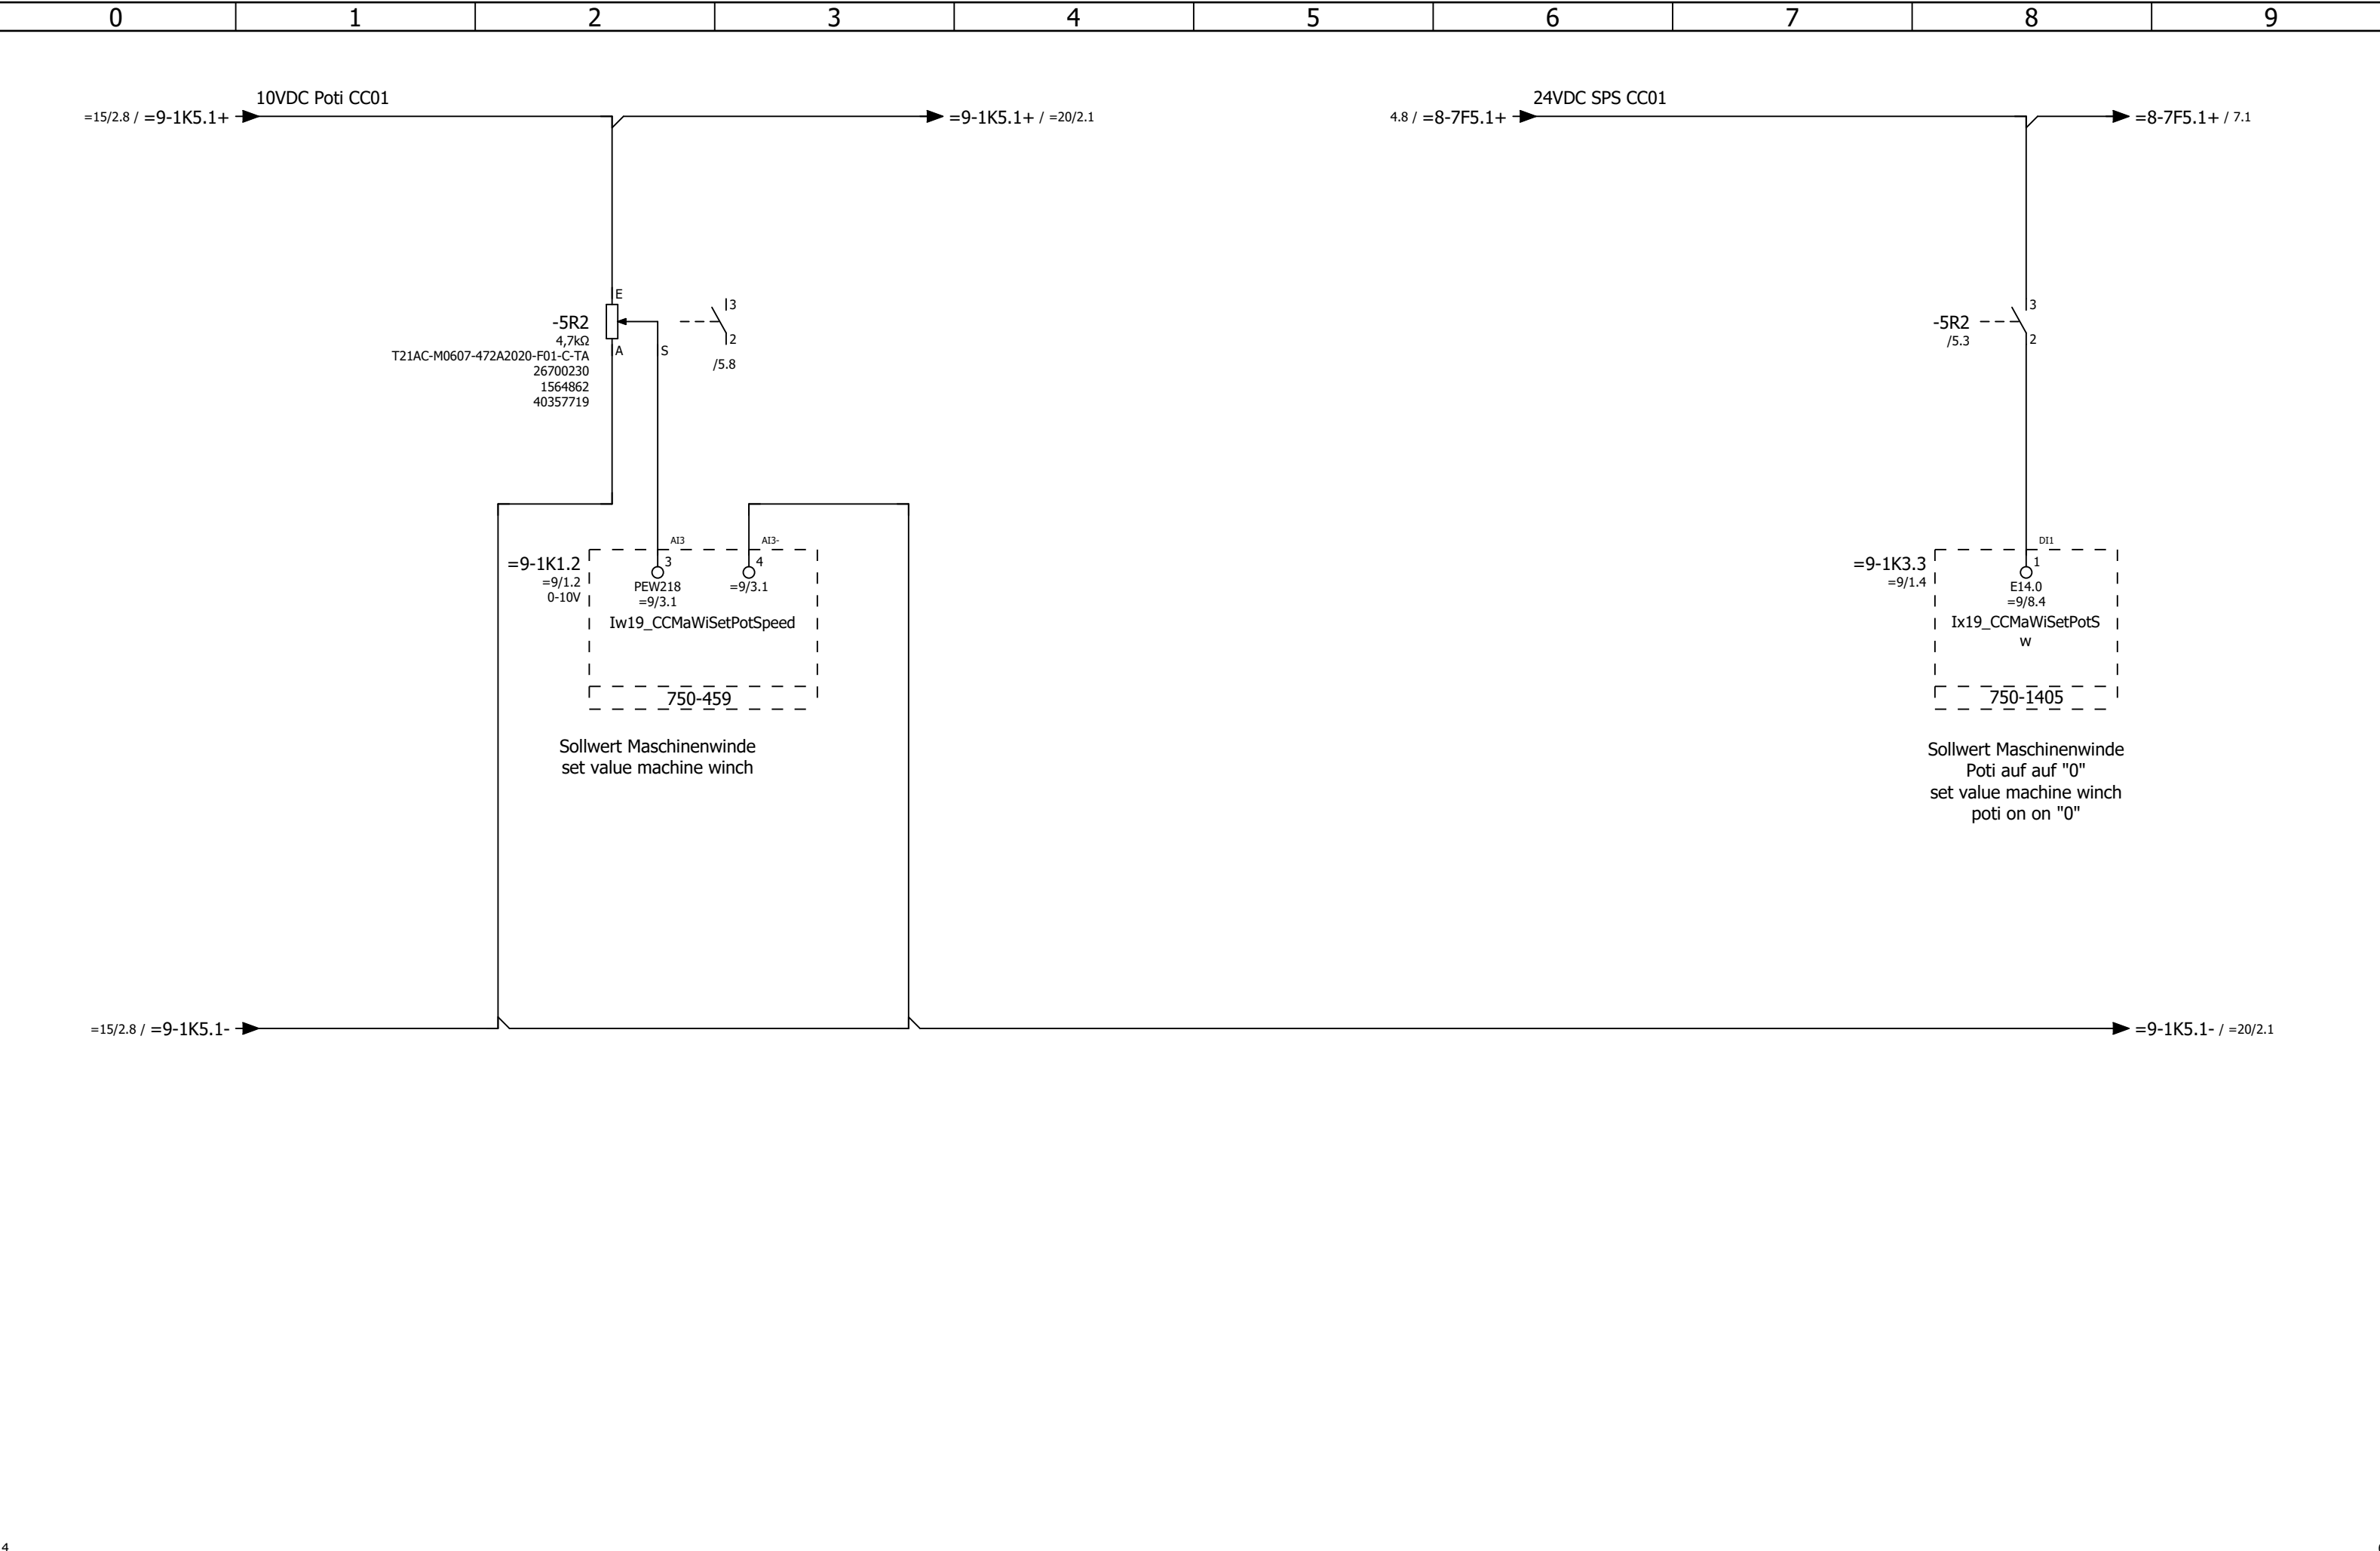 0 1 2 3 4 5 6 7 8 9
10VDC Poti CC01
=15/2.8 / =9-1K5.1+
=9-1K5.1+ / =20/2.1
24VDC SPS CC01
4.8 / =8-7F5.1+
=8-7F5.1+ / 7.1
E
-5R2
4,7kΩ
A
S
T21AC-M0607-472A2020-F01-C-TA
26700230
1564862
40357719
3
2
/5.8
3
-5R2
/5.3
2
AI3
AI3-
=9-1K1.2
=9/1.2
0-10V
3
4
PEW218
=9/3.1
=9/3.1
Iw19_CCMaWiSetPotSpeed
750-459
Sollwert Maschinenwinde
set value machine winch
DI1
=9-1K3.3
=9/1.4
1
E14.0
=9/8.4
Ix19_CCMaWiSetPotS
w
750-1405
Sollwert Maschinenwinde
Poti auf auf "0"
set value machine winch
poti on on "0"
=15/2.8 / =9-1K5.1-
=9-1K5.1- / =20/2.1
4